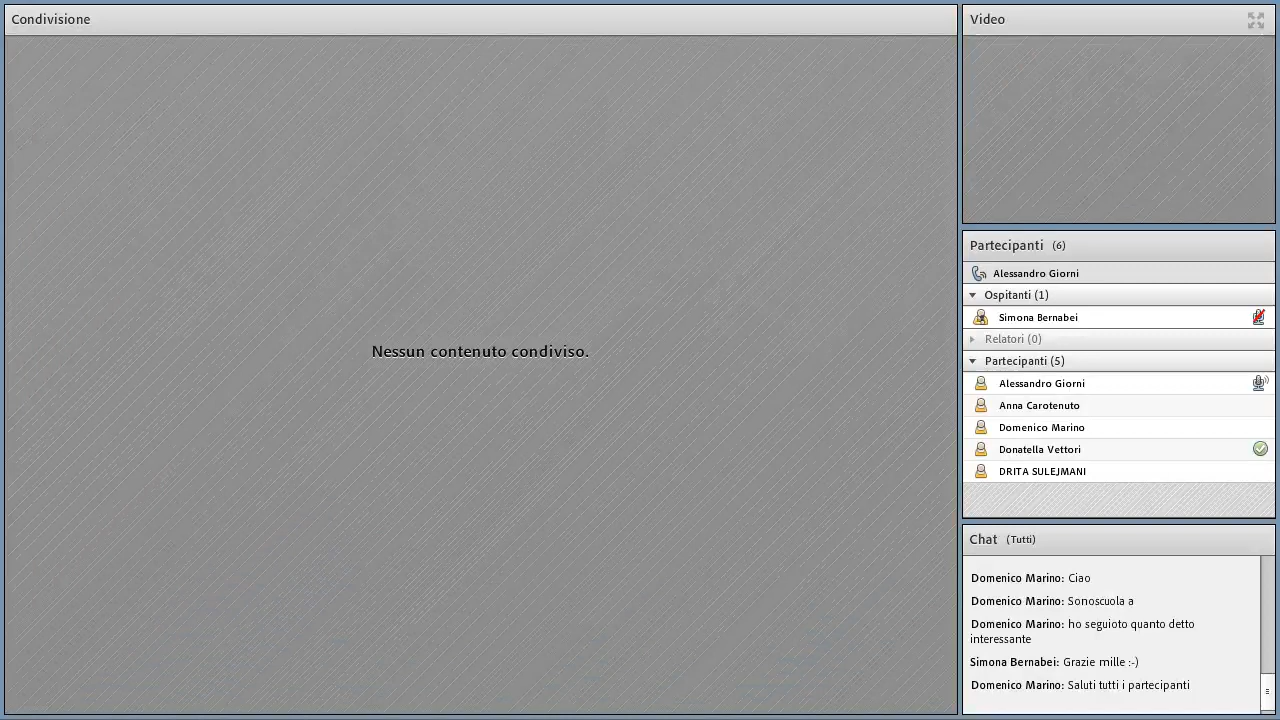 Condivisione
Nessun contenuto condiviso.
Video
Partecipanti (6)
Alessandro Giorni
Ospitanti (1)
Simona Bernabei
Relatori (0)
Partecipanti (5)
Alessandro Giorni
Anna Carotenuto
Domenico Marino
Donatella Vettori
DRITA SULEJMANI
Chat (Tutti)
Domenico Marino: Ciao
Domenico Marino: Sonoscuola a
Domenico Marino: ho seguioto quanto detto
interessante
Simona Bernabei: Grazie mille :-)
Domenico Marino: Saluti tutti i partecipanti